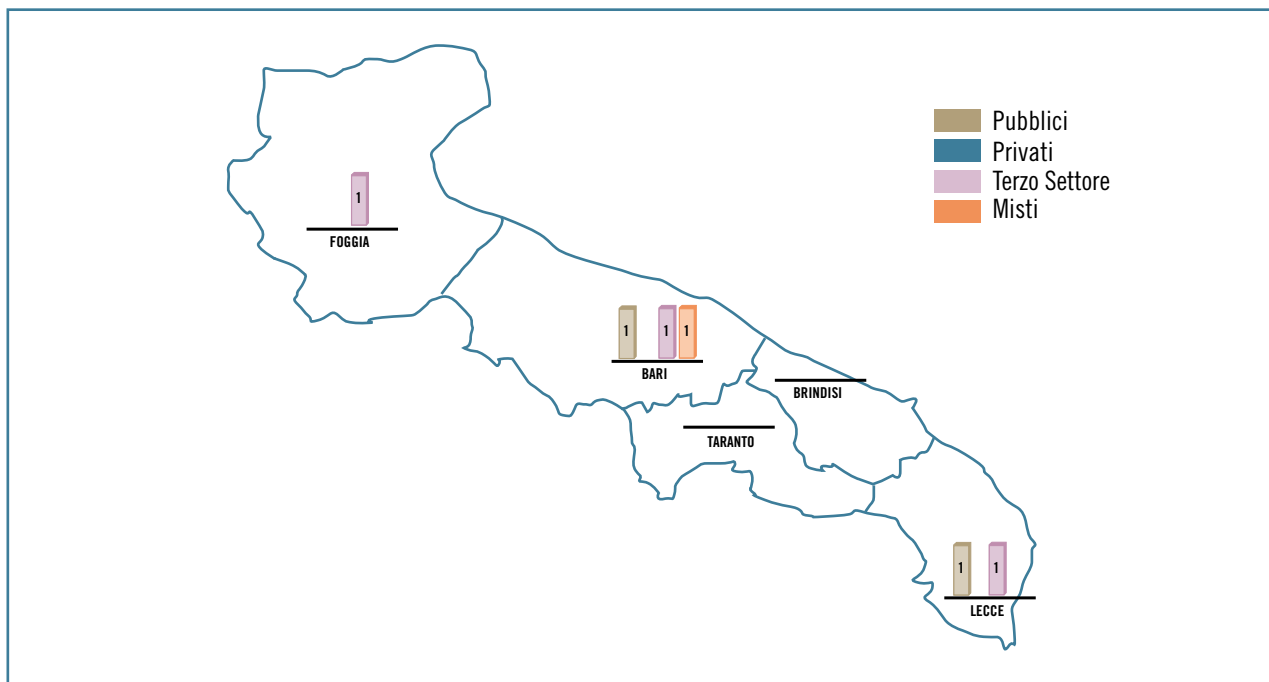 Pubblici
Privati
Terzo Settore
Misti
1
FOGGIA
1 1 1
BARI
BRINDISI
TARANTO
1 1
LECCE